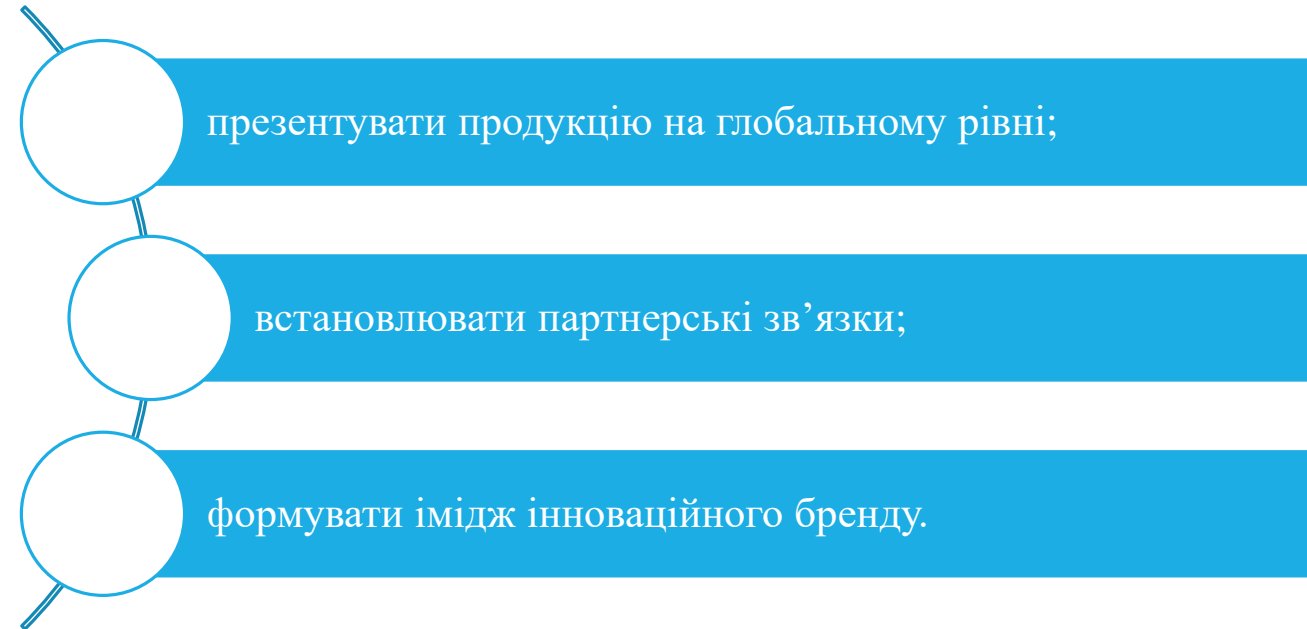 презентувати продукцію на глобальному рівні;
встановлювати партнерські зв’язки;
формувати імідж інноваційного бренду.